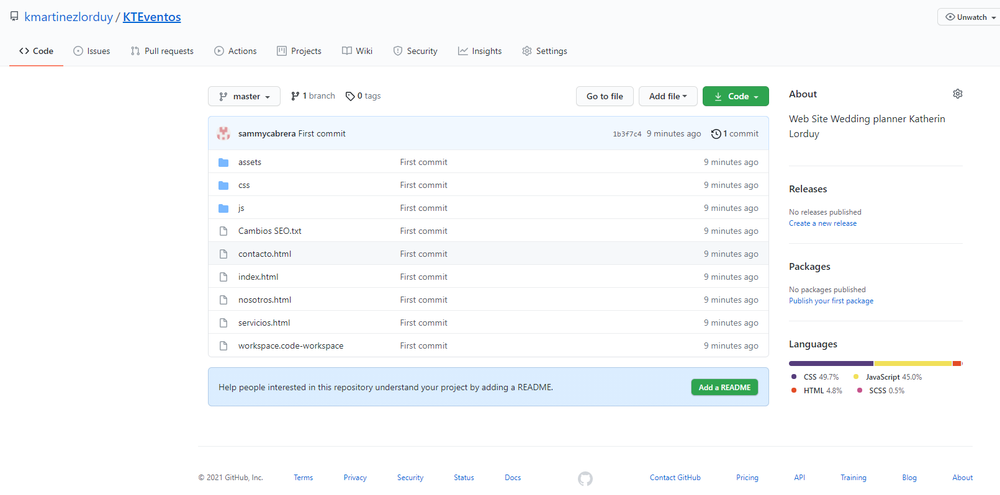 kmartinezlorduy / KTEventos
Unwatch
Code Issues Pull requests Actions Projects Wiki Security Insights Settings
master 1 branch 0 tags Go to file Add file Code
sammycabrera First commit 1b3f7c4 9 minutes ago 1 commit
assets First commit 9 minutes ago
css First commit 9 minutes ago
js First commit 9 minutes ago
Cambios SEO.txt First commit 9 minutes ago
contacto.html First commit 9 minutes ago
index.html First commit 9 minutes ago
nosotros.html First commit 9 minutes ago
servicios.html First commit 9 minutes ago
workspace.code-workspace First commit 9 minutes ago
Help people interested in this repository understand your project by adding a README. Add a README
About
Web Site Wedding planner Katherin
Lorduy
Releases
No releases published
Create a new release
Packages
No packages published
Publish your first package
Languages
CSS 49.7% JavaScript 45.0%
HTML 4.8% SCSS 0.5%
© 2021 GitHub, Inc. Terms Privacy Security Status Docs Contact GitHub Pricing API Training Blog About